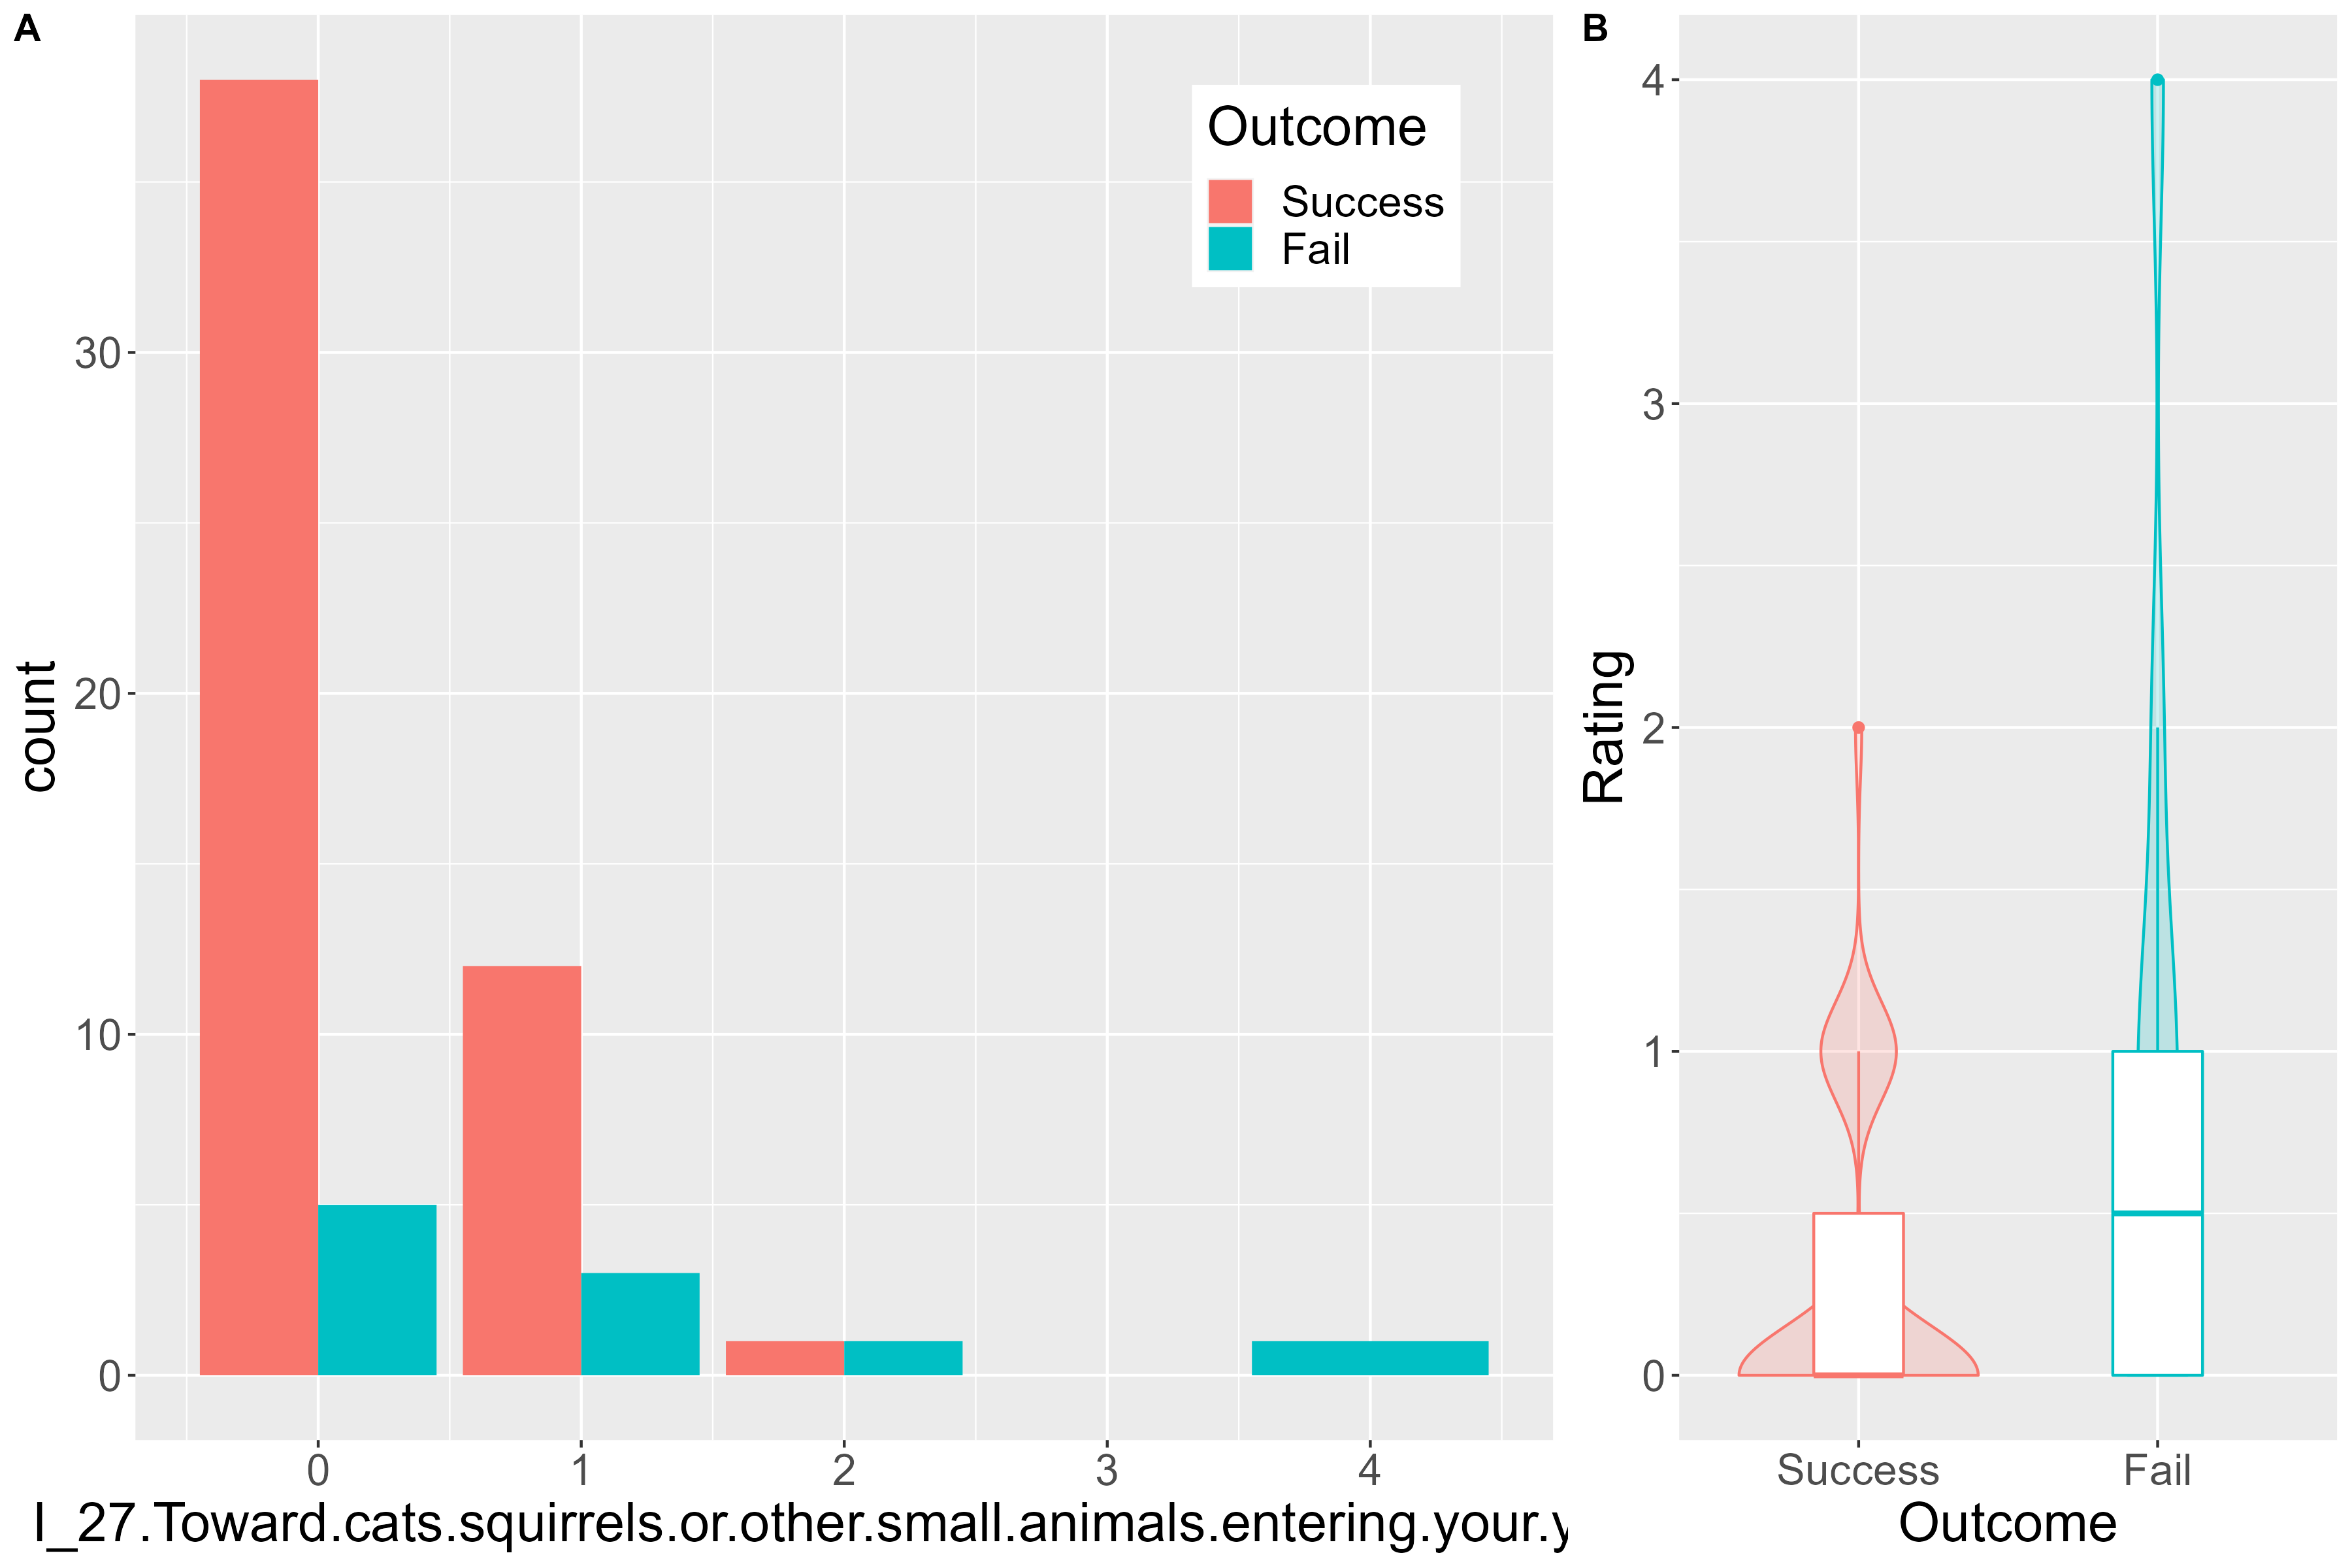 A
Outcome
Success
Fail
30
20
10
0
count
0 1 2 3 4
I_27.Toward.cats.squirrels.or.other.small.animals.entering.your.
B
4
3
2
1
0
Rating
Success Fail
Outcome